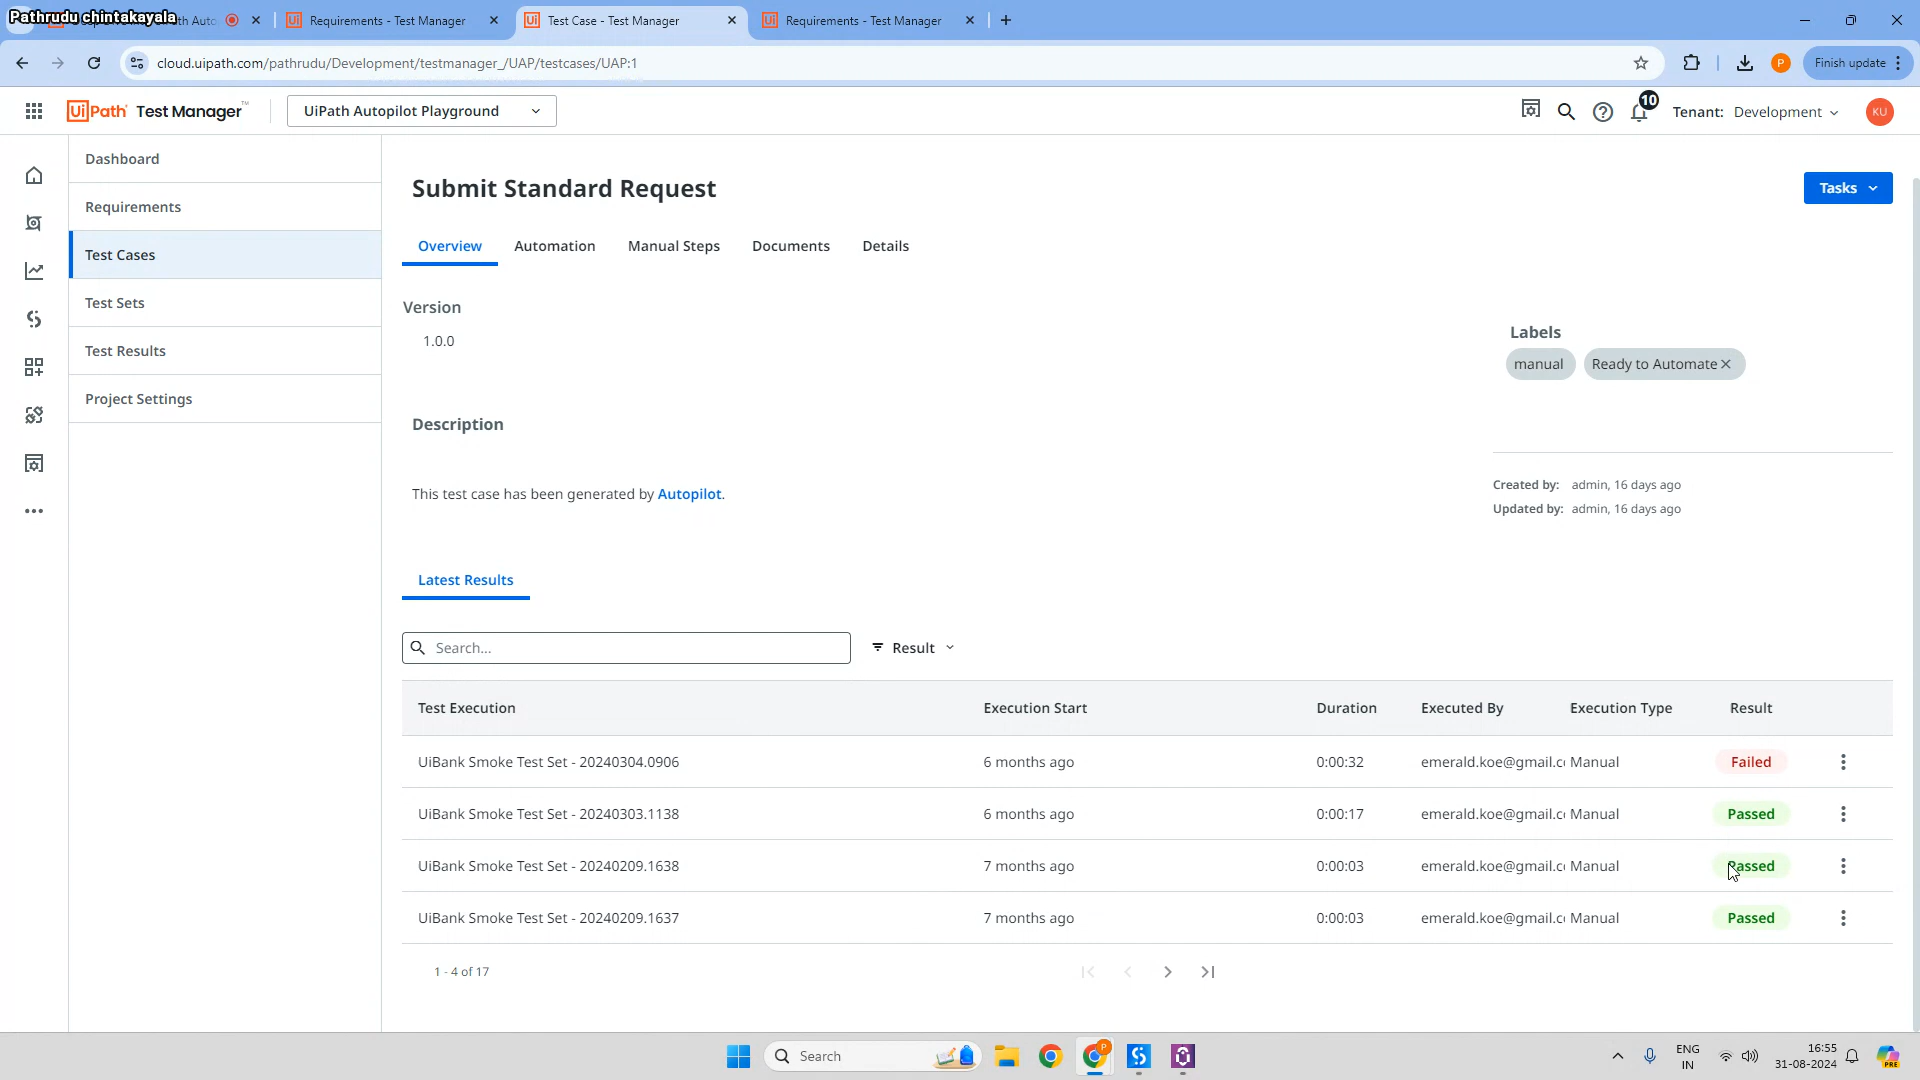 Pathrudu chintakayala
Requirements - Test Manager
Test Case - Test Manager
Requirements - Test Manager
cloud.uipath.com/pathrudu/Development/testmanager_/UAP/testcases/UAP:1
P
Finish update
UiPath Test Manager™
UiPath Autopilot Playground
10
Tenant: Development
KU
Dashboard
Requirements
Test Cases
Test Sets
Test Results
Project Settings
Submit Standard Request
Tasks
Overview
Automation
Manual Steps
Documents
Details
Version
1.0.0
Labels
manual
Ready to Automate
Description
This test case has been generated by Autopilot.
Created by: admin, 16 days ago
Updated by: admin, 16 days ago
Latest Results
Search...
Result
Test Execution Execution Start Duration Executed By Execution Type Result
UiBank Smoke Test Set - 20240304.0906 6 months ago 0:00:32 emerald.koe@gmail.c Manual Failed
UiBank Smoke Test Set - 20240303.1138 6 months ago 0:00:17 emerald.koe@gmail.c Manual Passed
UiBank Smoke Test Set - 20240209.1638 7 months ago 0:00:03 emerald.koe@gmail.c Manual Passed
UiBank Smoke Test Set - 20240209.1637 7 months ago 0:00:03 emerald.koe@gmail.c Manual Passed
1 - 4 of 17
Search
ENG
IN
16:55
31-08-2024
PRE